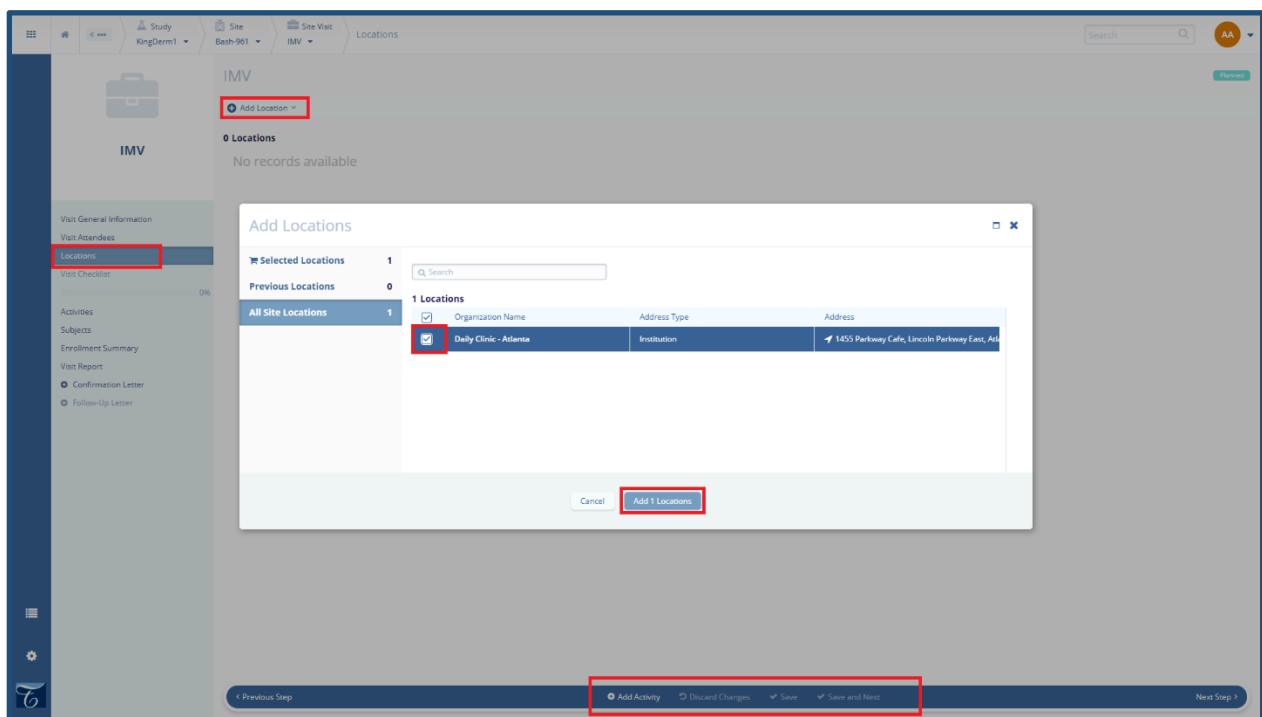 Study
KingDerm1
Site
Bash-961
Site Visit
IMV
Locations
Search
AA
IMV
Planned
Add Location
0 Locations
No records available
IMV
Visit General Information
Visit Attendees
Locations
Visit Checklist
0%
Activities
Subjects
Enrollment Summary
Visit Report
Confirmation Letter
Follow-Up Letter
Add Locations
Selected Locations 1
Previous Locations 0
All Site Locations 1
Search
1 Locations
Organization Name Address Type Address
Daily Clinic - Atlanta Institution 1455 Parkway Cafe, Lincoln Parkway East, Atl
Cancel Add 1 Locations
Previous Step Add Activity Discard Changes Save Save and Next Next Step